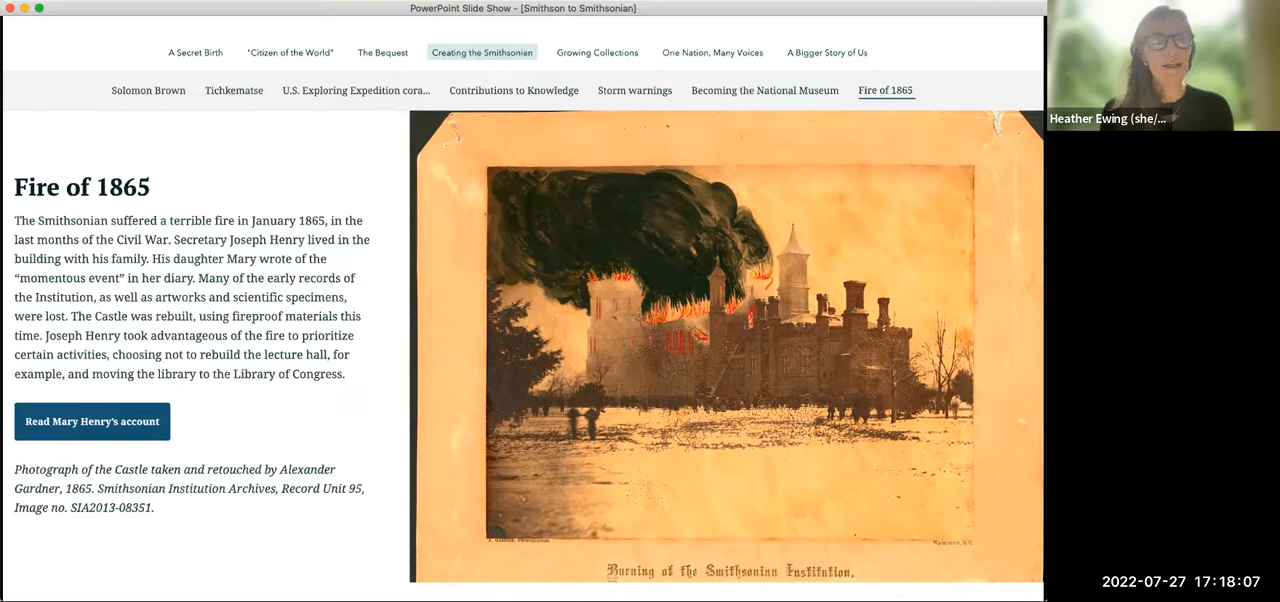 PowerPoint Slide Show - [Smithson to Smithsonian]
A Secret Birth "Citizen of the World" The Bequest Creating the Smithsonian Growing Collections One Nation, Many Voices A Bigger Story of Us
Solomon Brown Tichkematse U.S. Exploring Expedition cora... Contributions to Knowledge Storm warnings Becoming the National Museum Fire of 1865
Heather Ewing (she/...
Fire of 1865
The Smithsonian suffered a terrible fire in January 1865, in the
last months of the Civil War. Secretary Joseph Henry lived in the
building with his family. His daughter Mary wrote of the
“momentous event” in her diary. Many of the early records of
the Institution, as well as artworks and scientific specimens,
were lost. The Castle was rebuilt, using fireproof materials this
time. Joseph Henry took advantageous of the fire to prioritize
certain activities, choosing not to rebuild the lecture hall, for
example, and moving the library to the Library of Congress.
Read Mary Henry's account
Photograph of the Castle taken and retouched by Alexander
Gardner, 1865. Smithsonian Institution Archives, Record Unit 95,
Image no. SIA2013-08351.
Washington, D.C.
Burning of the Smithsonian Institution.
2022-07-27 17:18:07